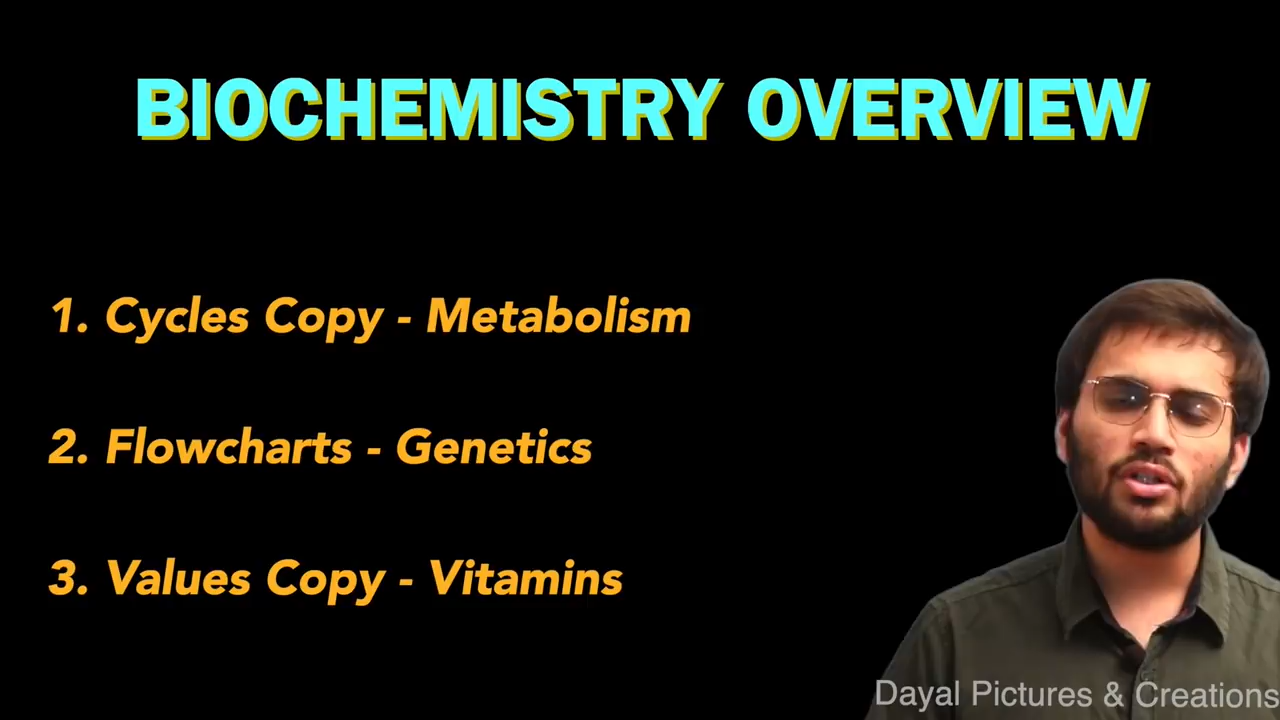 BIOCHEMISTRY OVERVIEW
1. Cycles Copy - Metabolism
2. Flowcharts - Genetics
3. Values Copy - Vitamins
Dayal Pictures & Creations